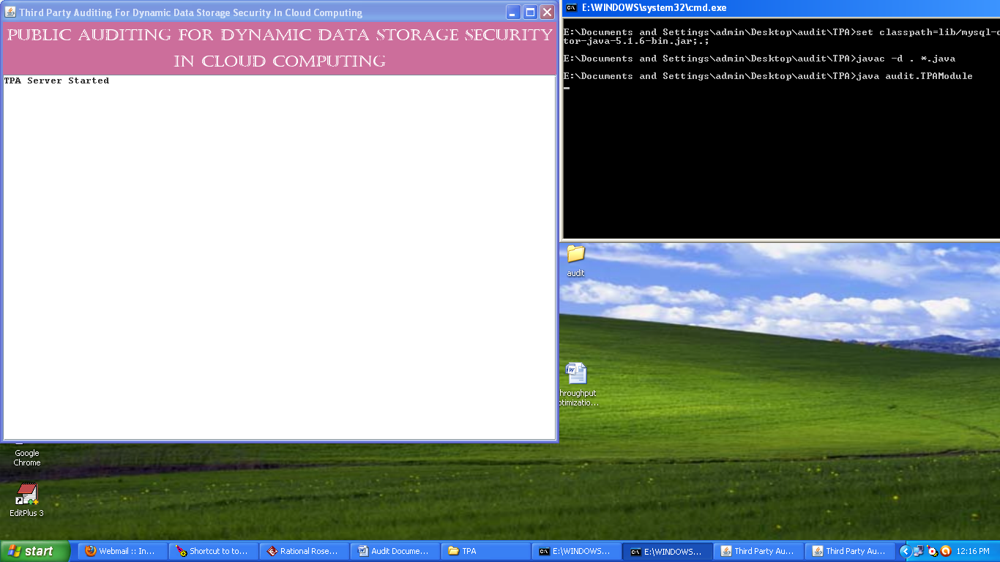 Third Party Auditing For Dynamic Data Storage Security In Cloud Computing
PUBLIC AUDITING FOR DYNAMIC DATA STORAGE SECURITY
IN CLOUD COMPUTING
TPA Server Started
E:\WINDOWS\system32\cmd.exe
E:\Documents and Settings\admin\Desktop\audit\TPA>set classpath=lib/mysql-c
tor-java-5.1.6-bin.jar;.;
E:\Documents and Settings\admin\Desktop\audit\TPA>javac -d . *.java
E:\Documents and Settings\admin\Desktop\audit\TPA>java audit.TPAModule
audit
hroughput
ptimizatio...
Google
Chrome
EditPlus 3
start
Webmail :: In...
Shortcut to to...
Rational Rose...
Audit Docume...
TPA
E:\WINDOWS...
E:\WINDOWS...
Third Party Au...
Third Party Au...
12:16 PM